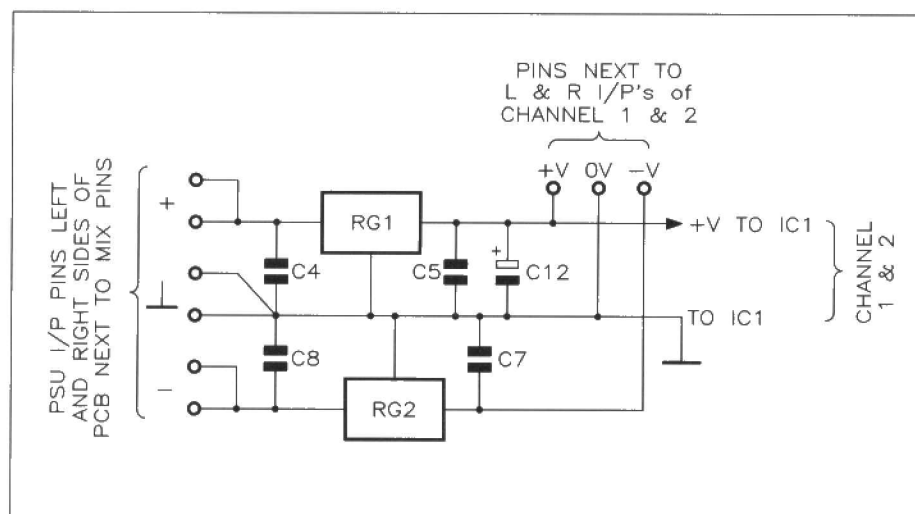 PINS NEXT TO
L & R I/P's of
CHANNEL 1 & 2
+V 0V −V
PSU I/P PINS LEFT
AND RIGHT SIDES OF
PCB NEXT TO MIX PINS
+
−
RG1
C4
C5
+
C12
+V TO IC1
TO IC1
CHANNEL
1 & 2
C8
C7
RG2